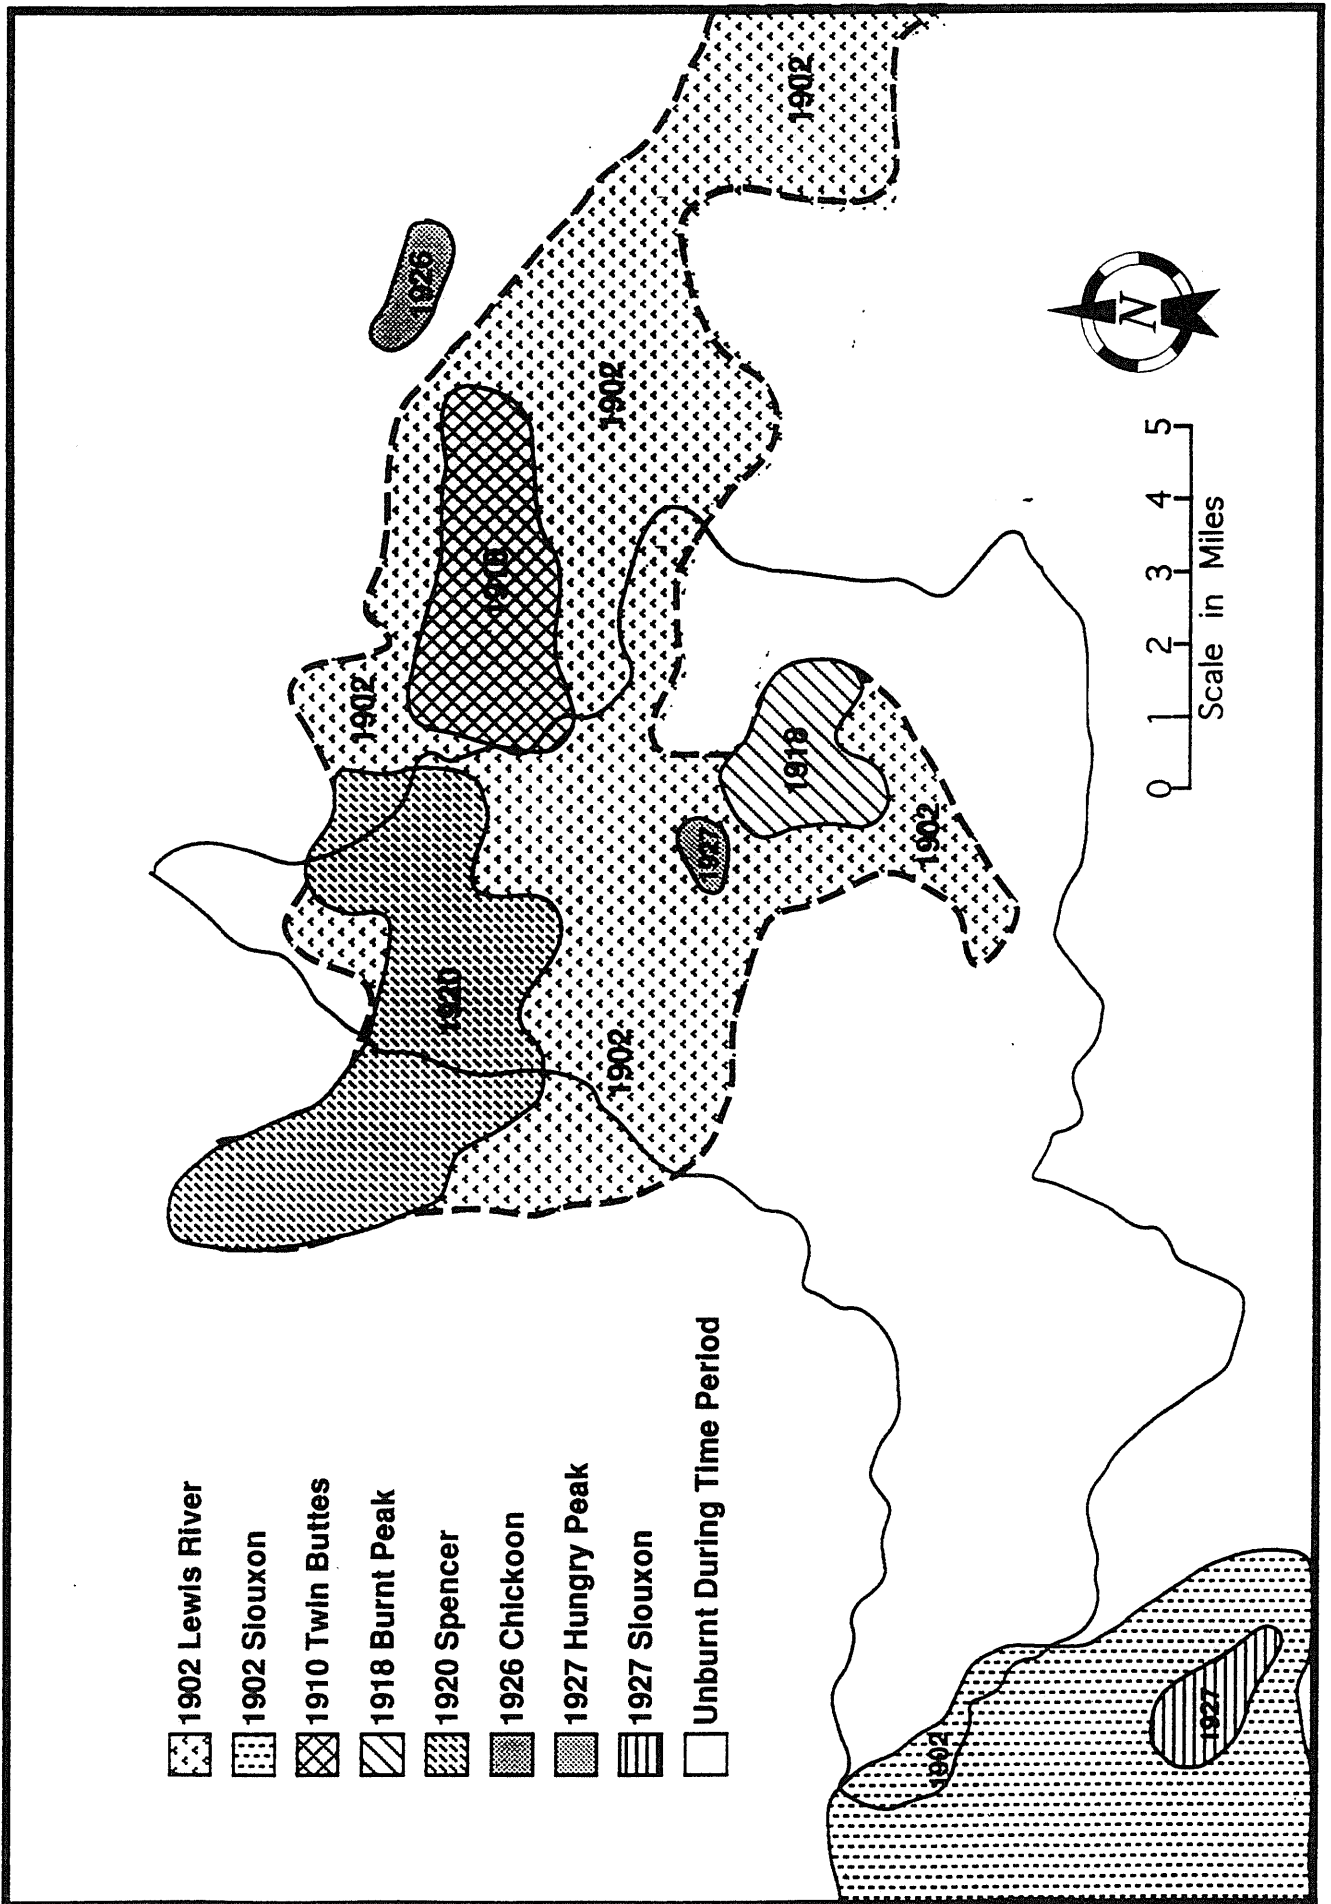 1902 Lewis River
1902 Siouxon
1910 Twin Buttes
1918 Burnt Peak
1920 Spencer
1926 Chickoon
1927 Hungry Peak
1927 Siouxon
Unburnt During Time Period
1902
1926
1920
1902
1902
1927
1918
1902
1902
1902
N
0 1 2 3 4 5
Scale in Miles
1927